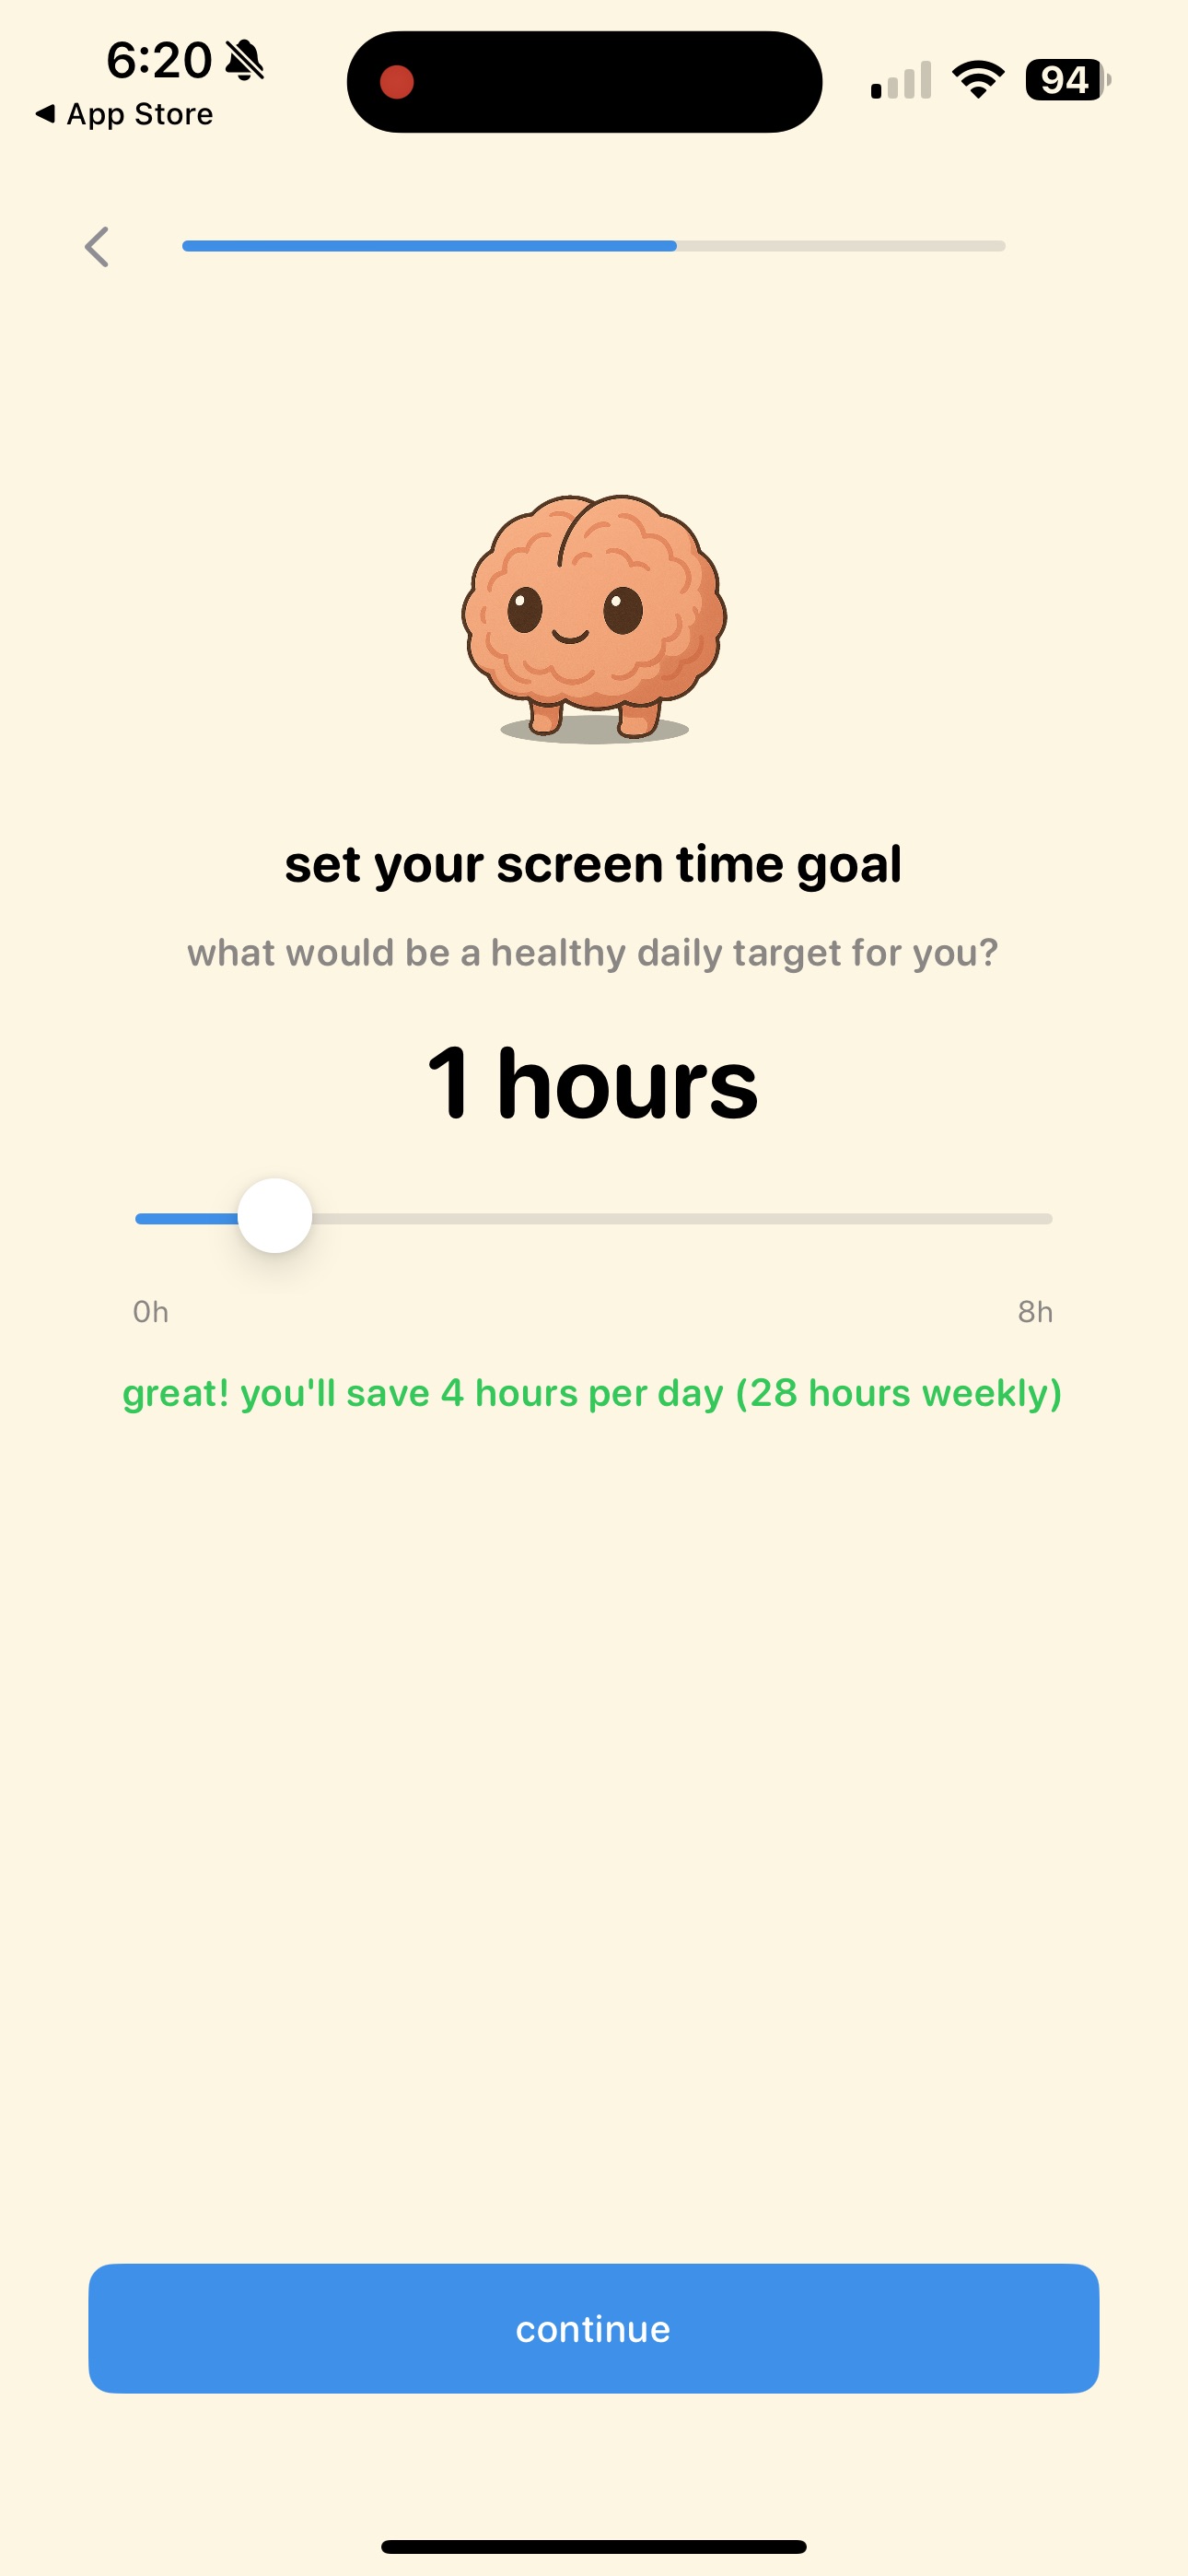 6:20
94
App Store
set your screen time goal
what would be a healthy daily target for you?
1 hours
0h
8h
great! you'll save 4 hours per day (28 hours weekly)
continue